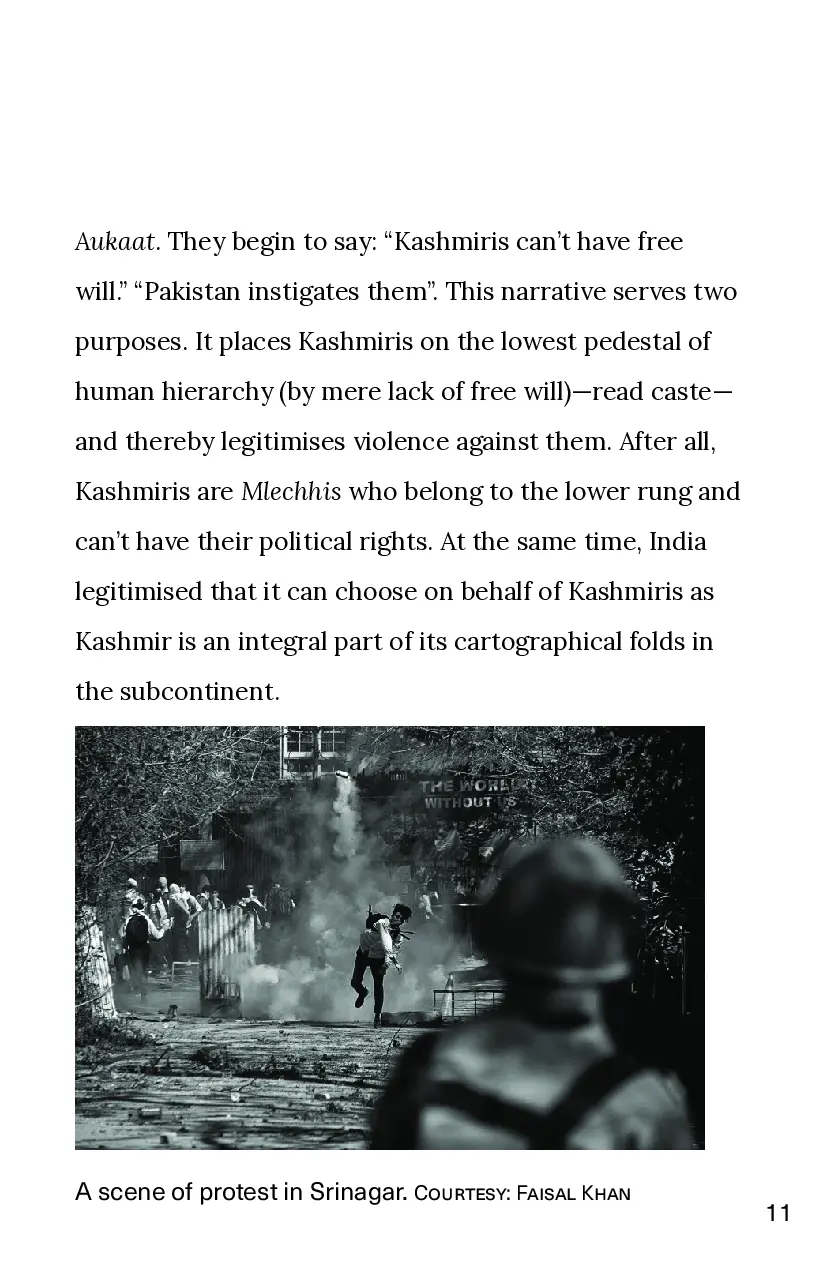 Aukaat. They begin to say: “Kashmiris can’t have free
will.” “Pakistan instigates them”. This narrative serves two
purposes. It places Kashmiris on the lowest pedestal of
human hierarchy (by mere lack of free will)—read caste—
and thereby legitimises violence against them. After all,
Kashmiris are Mlechhis who belong to the lower rung and
can’t have their political rights. At the same time, India
legitimised that it can choose on behalf of Kashmiris as
Kashmir is an integral part of its cartographical folds in
the subcontinent.
THE WORL
WITHOUT US
A scene of protest in Srinagar. Courtesy: Faisal Khan
11